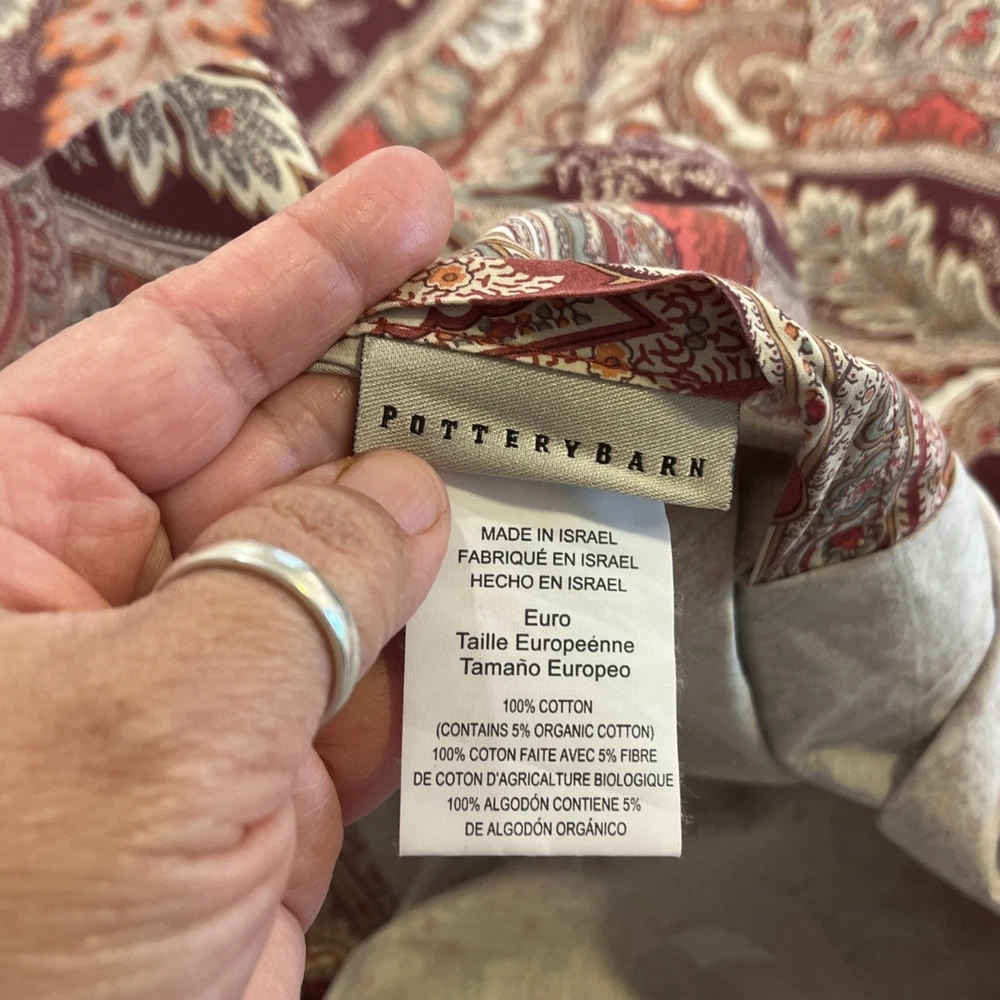 POTTERYBARN
MADE IN ISRAEL
FABRIQUÉ EN ISRAEL
HECHO EN ISRAEL
Euro
Taille Europeénne
Tamaño Europeo
100% COTTON
(CONTAINS 5% ORGANIC COTTON)
100% COTON FAITE AVEC 5% FIBRE
DE COTON D'AGRICALTURE BIOLOGIQUE
100% ALGODÓN CONTIENE 5%
DE ALGODÓN ORGÁNICO